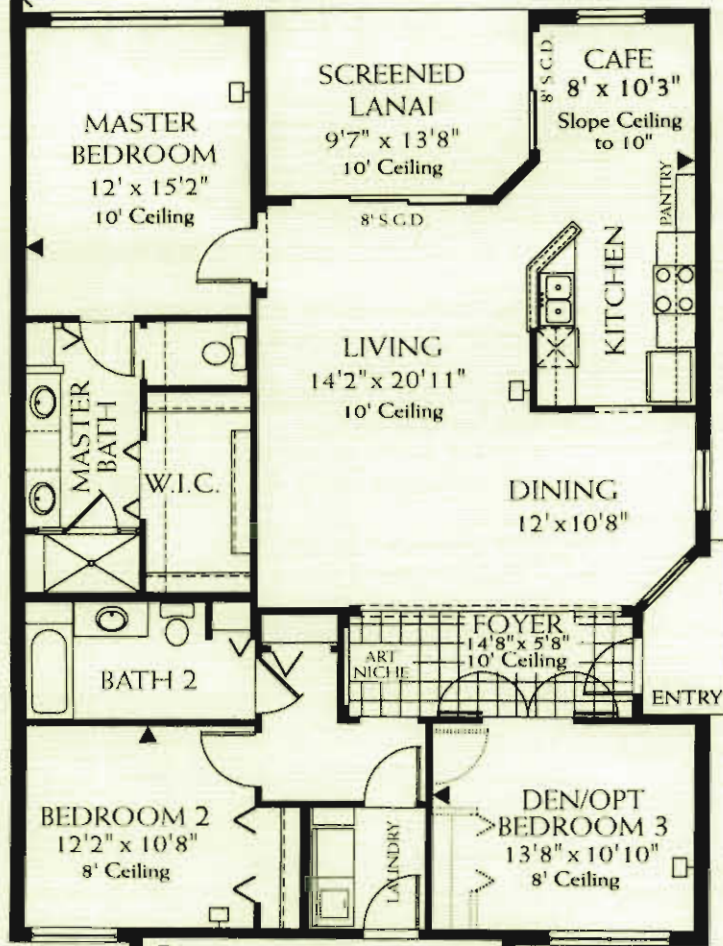 MASTER
BEDROOM
12' x 15'2"
10' Ceiling
SCREENED
LANAI
9'7" x 13'8"
10' Ceiling
8' S.G.D.
CAFE
8' x 10'3"
Slope Ceiling
to 10"
PANTRY
8' S.G.D
KITCHEN
LIVING
14'2" x 20'11"
10' Ceiling
MASTER
BATH
W.I.C.
DINING
12' x 10'8"
FOYER
14'8" x 5'8"
10' Ceiling
ART
NICHE
ENTRY
BATH 2
BEDROOM 2
12'2" x 10'8"
8' Ceiling
LAUNDRY
DEN/OPT
BEDROOM 3
13'8" x 10'10"
8' Ceiling